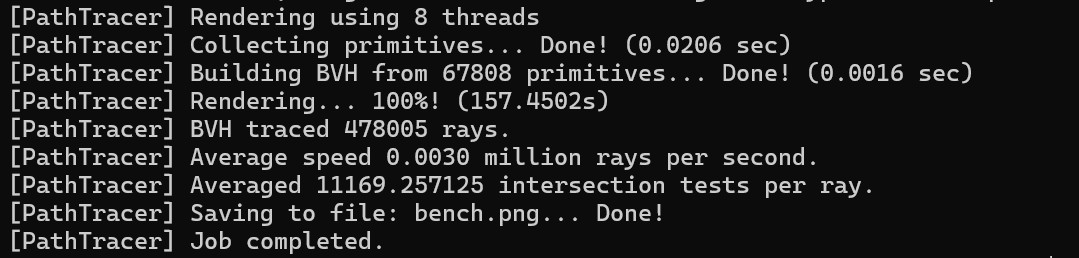 [PathTracer] Rendering using 8 threads
[PathTracer] Collecting primitives... Done! (0.0206 sec)
[PathTracer] Building BVH from 67808 primitives... Done! (0.0016 sec)
[PathTracer] Rendering... 100%! (157.4502s)
[PathTracer] BVH traced 478005 rays.
[PathTracer] Average speed 0.0030 million rays per second.
[PathTracer] Averaged 11169.257125 intersection tests per ray.
[PathTracer] Saving to file: bench.png... Done!
[PathTracer] Job completed.